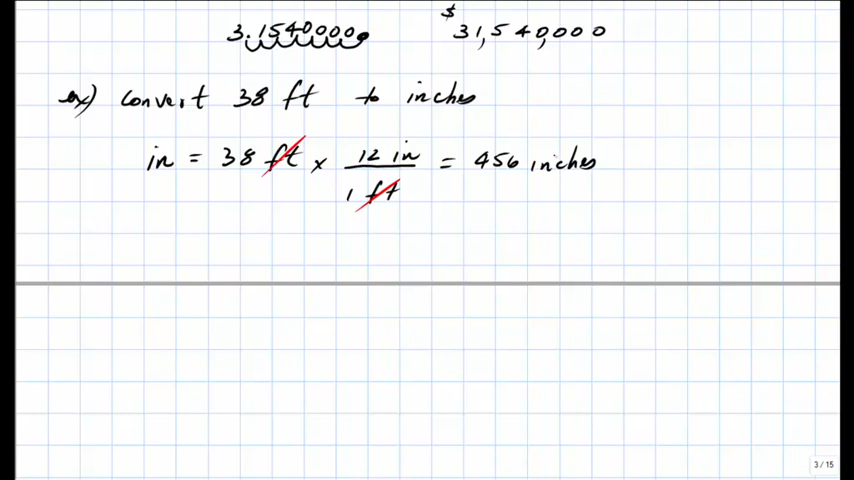 3.1540000 $31,540,000
ex) convert 38 ft to inches
in = 38 ft x 12 in / 1 ft = 456 inches
3 / 15